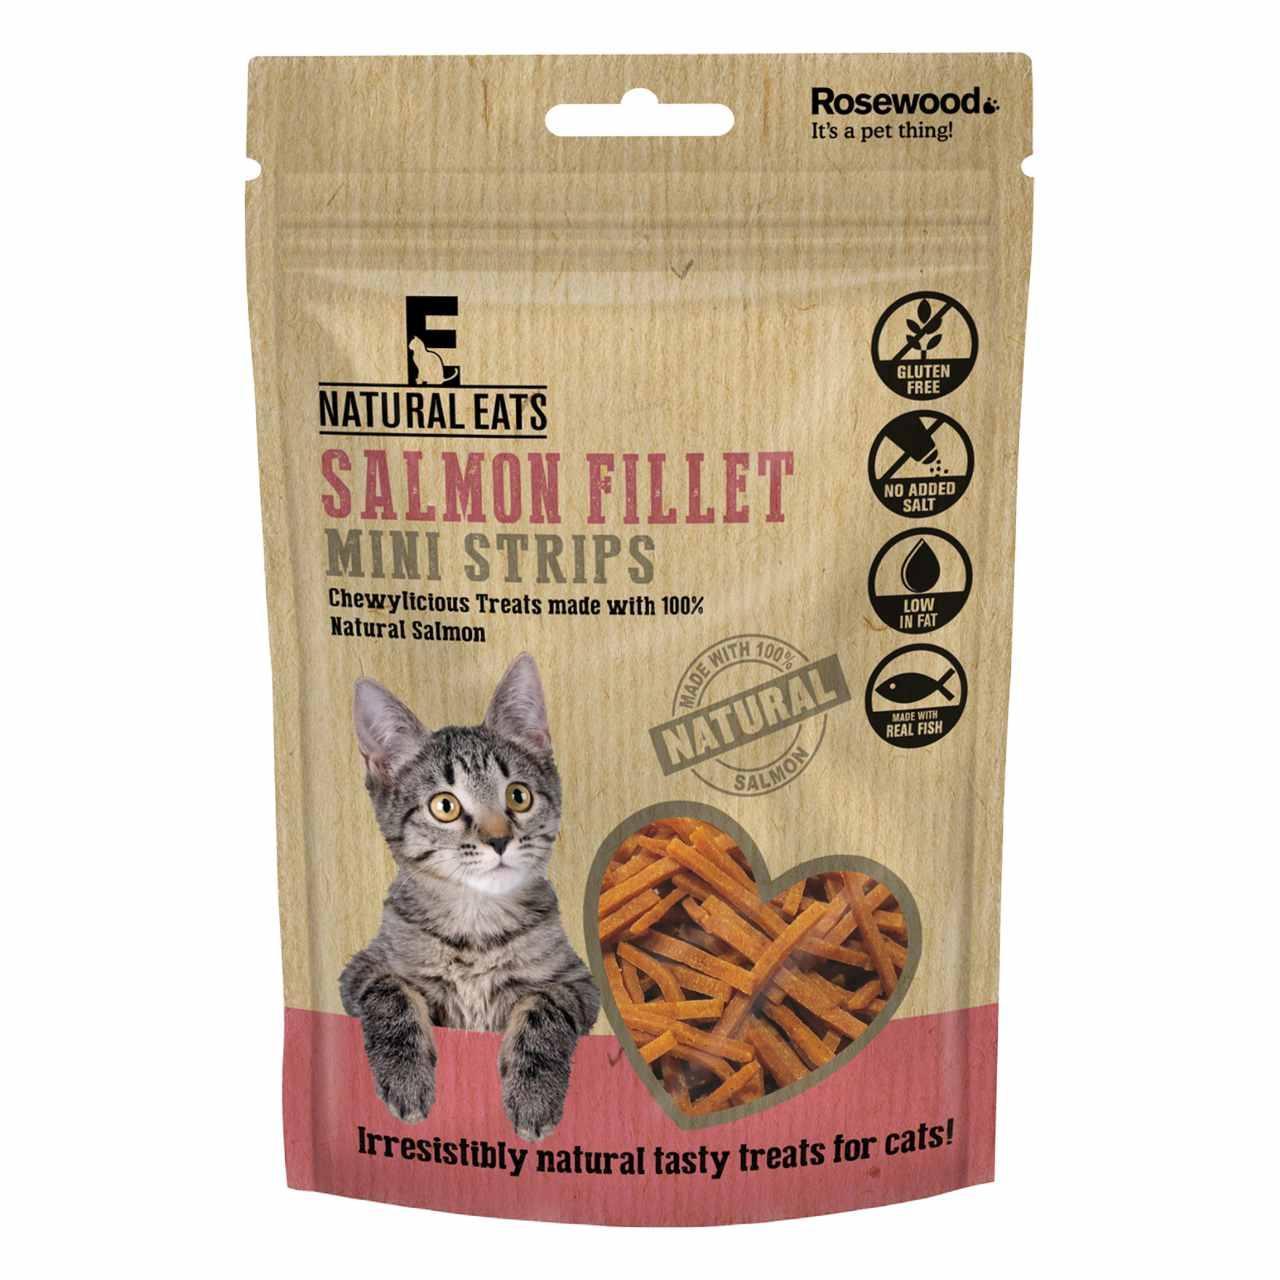 Rosewood
It's a pet thing!
E
NATURAL EATS
SALMON FILLET
MINI STRIPS
Chewylicious Treats made with 100%
Natural Salmon
GLUTEN
FREE
NO ADDED
SALT
LOW
IN FAT
MADE WITH
REAL FISH
MADE WITH 100%
NATURAL
SALMON
Irresistibly natural tasty treats for cats!